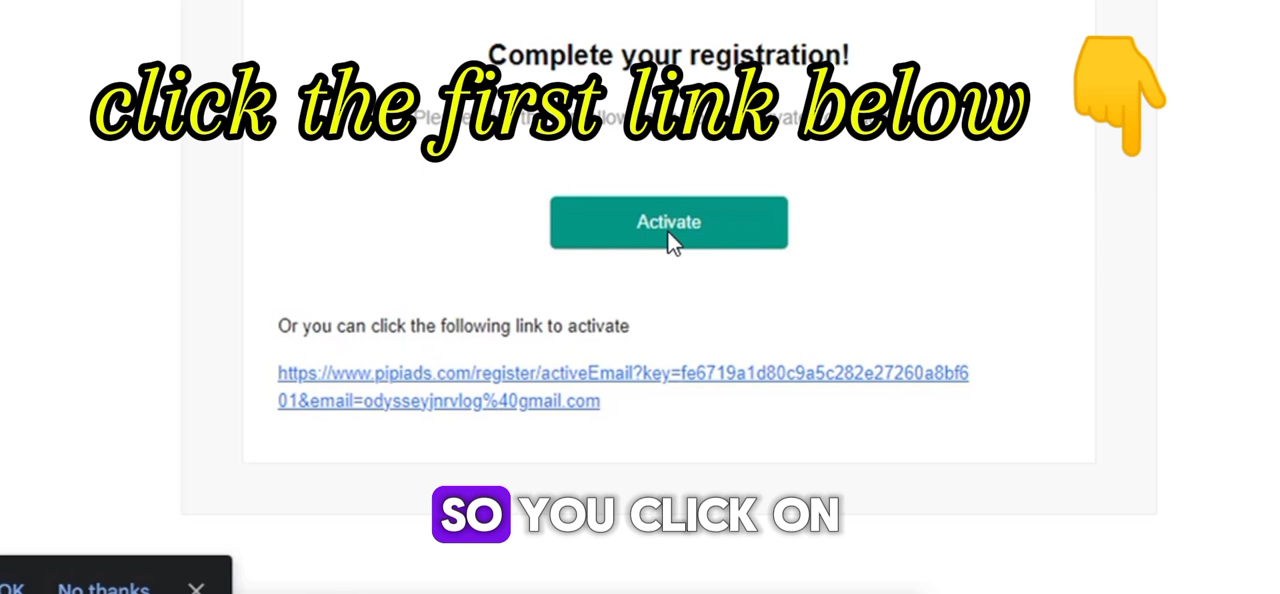 Complete your registration!
click the first link below
Activate
Or you can click the following link to activate
https://www.pipiads.com/register/activeEmail?key=fe6719a1d80c9a5c282e27260a8bf6
01&email=odysseyjnrvlog%40gmail.com
SO YOU CLICK ON
OK No thanks